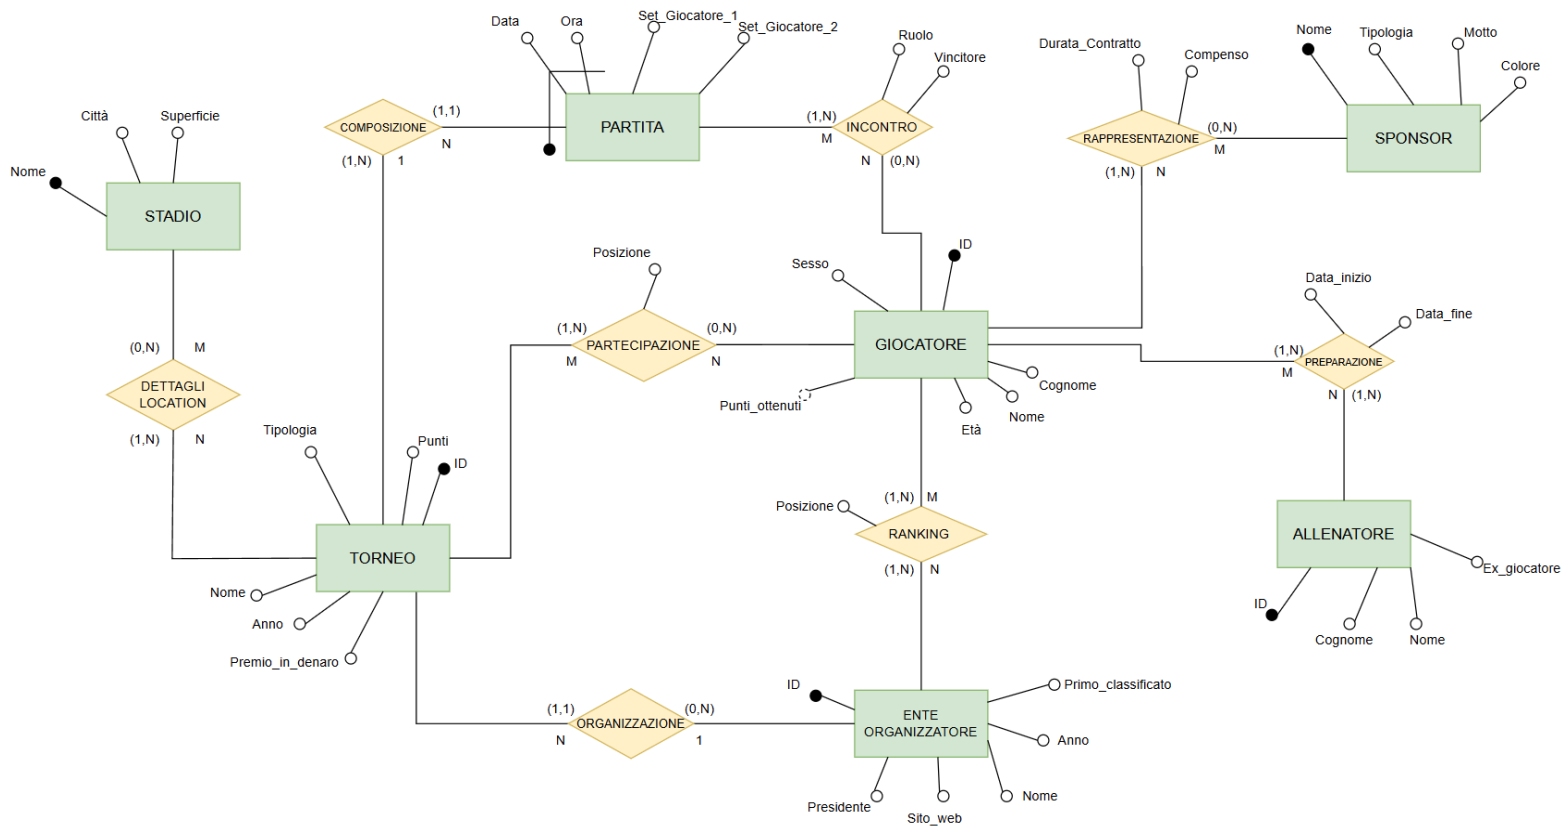 Data
Ora
Set_Giocatore_1
Set_Giocatore_2
Ruolo
Vincitore
Durata_Contratto
Compenso
Nome
Tipologia
Motto
Colore
Città
Superficie
COMPOSIZIONE
(1,1)
N
(1,N)
1
PARTITA
(1,N)
M
INCONTRO
N
(0,N)
RAPPRESENTAZIONE
(0,N)
M
(1,N)
N
SPONSOR
Nome
STADIO
Posizione
Sesso
ID
Data_inizio
Data_fine
(0,N)
M
DETTAGLI
LOCATION
(1,N)
N
(1,N)
M
PARTECIPAZIONE
(0,N)
N
GIOCATORE
(1,N)
M
PREPARAZIONE
N
(1,N)
Punti_ottenuti
Cognome
Nome
Età
Tipologia
Punti
ID
TORNEO
Nome
Anno
Premio_in_denaro
(1,N)
M
Posizione
RANKING
(1,N)
N
ALLENATORE
Ex_giocatore
ID
Cognome
Nome
(1,1)
N
ORGANIZZAZIONE
(0,N)
1
ID
ENTE
ORGANIZZATORE
Primo_classificato
Anno
Nome
Presidente
Sito_web